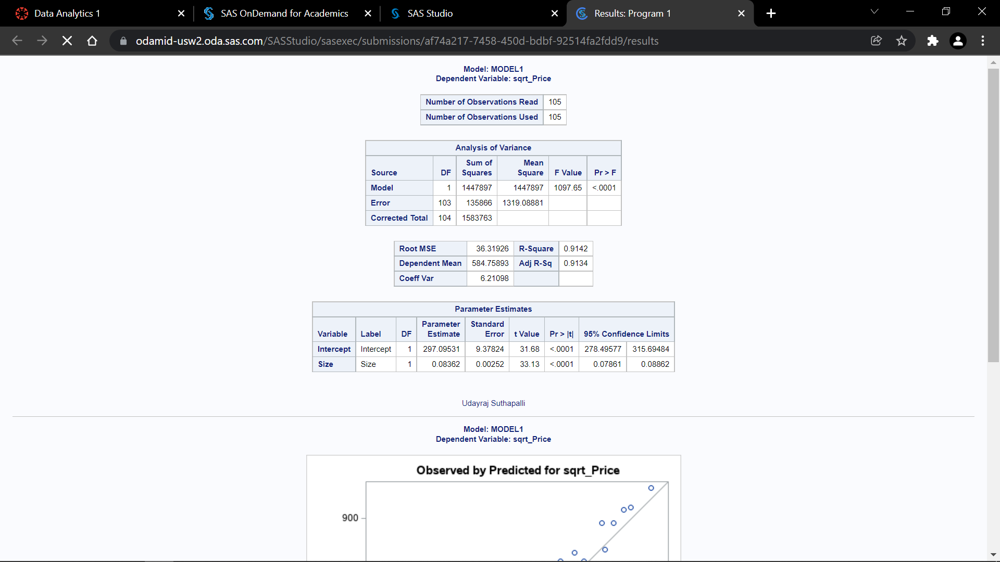 Data Analytics 1
SAS OnDemand for Academics
SAS Studio
Results: Program 1
odamid-usw2.oda.sas.com/SASStudio/sasexec/submissions/af74a217-7458-450d-bdbf-92514fa2fdd9/results
Model: MODEL1
Dependent Variable: sqrt_Price
Number of Observations Read 105
Number of Observations Used 105
Analysis of Variance
Source DF Sum of Squares Mean Square F Value Pr > F
Model 1 1447897 1447897 1097.65 <.0001
Error 103 135866 1319.08881
Corrected Total 104 1583763
Root MSE 36.31926 R-Square 0.9142
Dependent Mean 584.75893 Adj R-Sq 0.9134
Coeff Var 6.21098
Parameter Estimates
Variable Label DF Parameter Estimate Standard Error t Value Pr > |t| 95% Confidence Limits
Intercept Intercept 1 297.09531 9.37824 31.68 <.0001 278.49577 315.69484
Size Size 1 0.08362 0.00252 33.13 <.0001 0.07861 0.08862
Udayraj Suthapalli
Model: MODEL1
Dependent Variable: sqrt_Price
Observed by Predicted for sqrt_Price
900